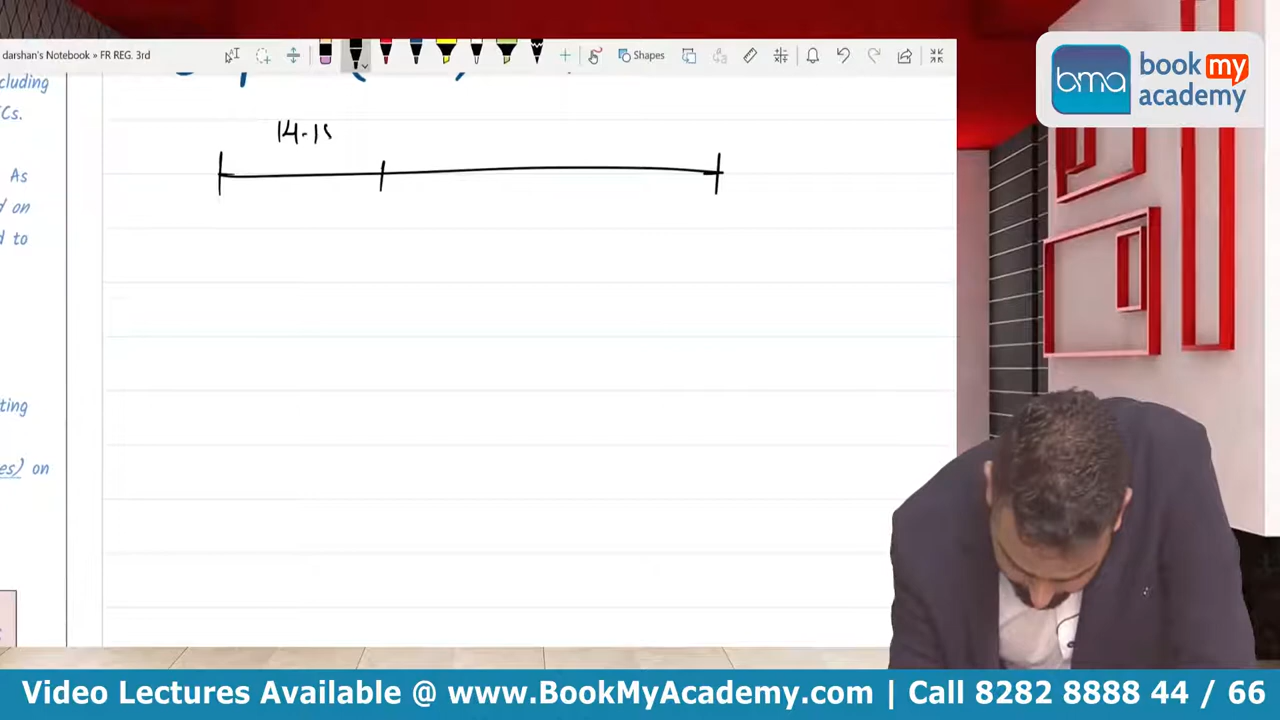 darshan's Notebook » FR REG. 3rd
Shapes
bma
book my academy
cluding
Cs.
14-1
As
d on
d to
ting
es) on
Video Lectures Available @ www.BookMyAcademy.com | Call 8282 8888 44 / 66